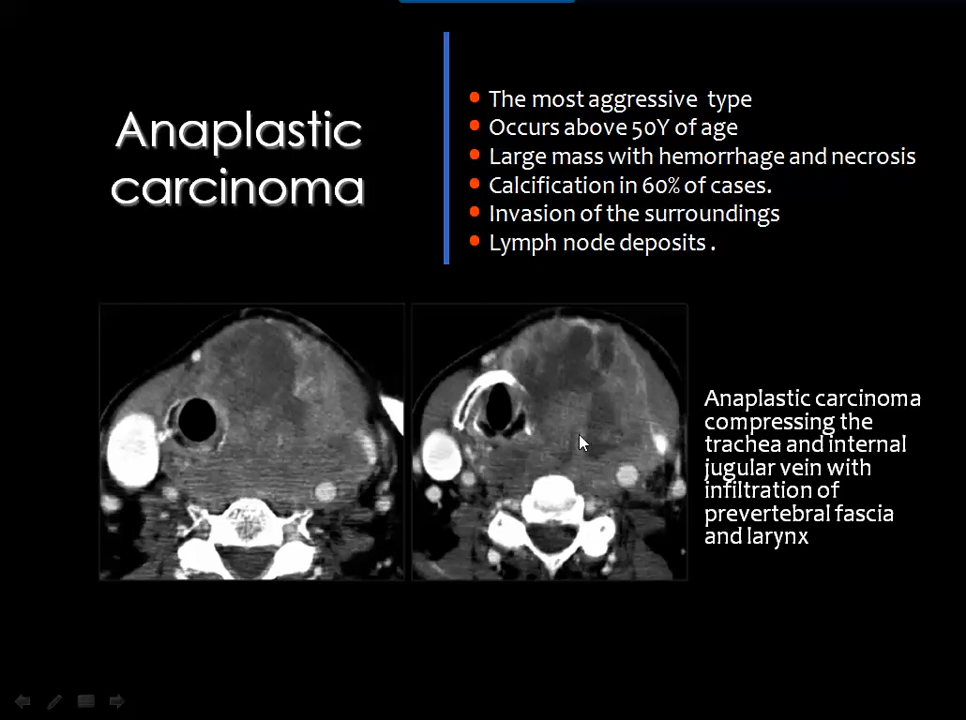 Anaplastic
carcinoma
The most aggressive type
Occurs above 50Y of age
Large mass with hemorrhage and necrosis
Calcification in 60% of cases.
Invasion of the surroundings
Lymph node deposits .
Anaplastic carcinoma
compressing the
trachea and internal
jugular vein with
infiltration of
prevertebral fascia
and larynx